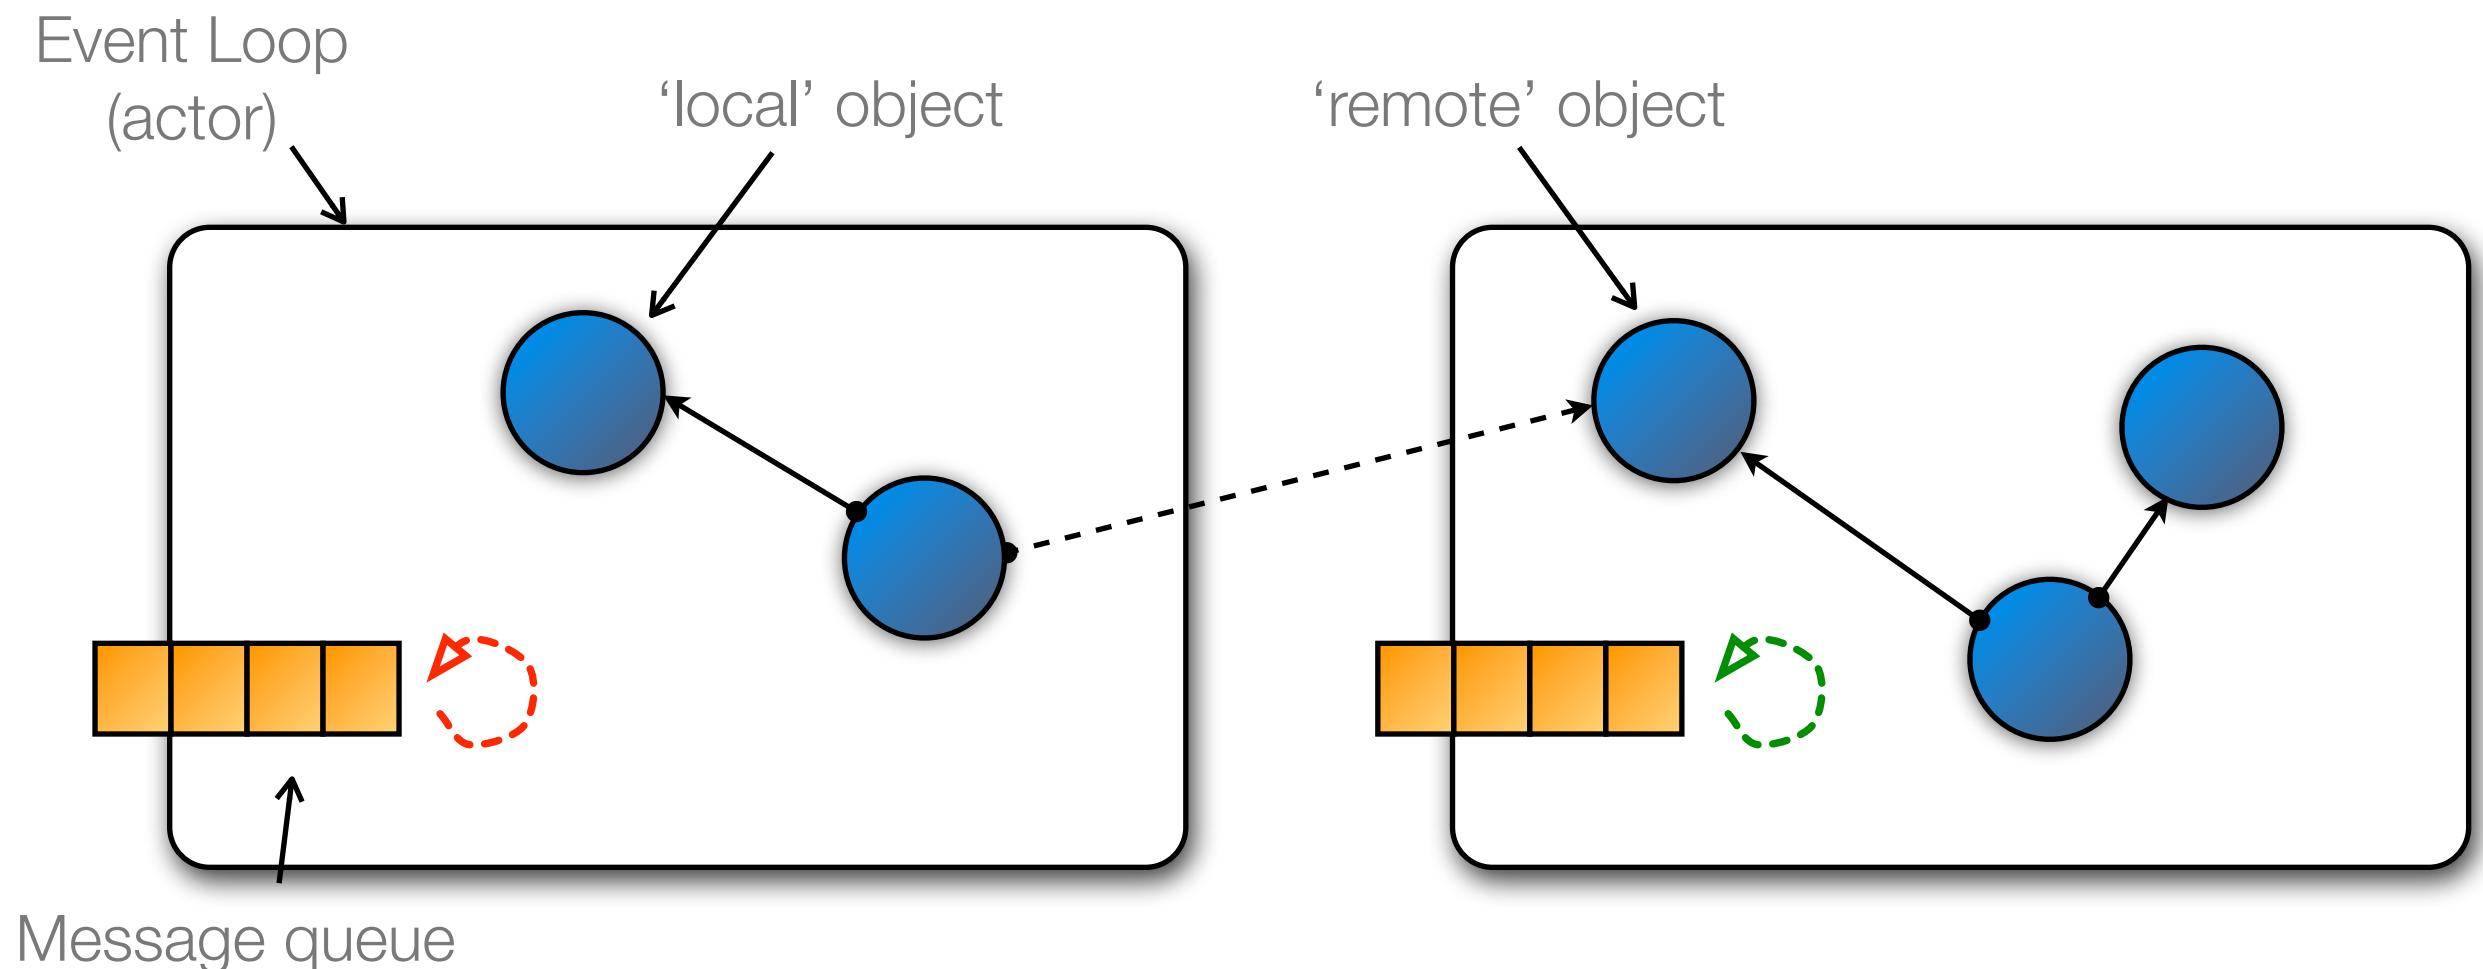 Event Loop
(actor)
‘local’ object
‘remote’ object
Message queue